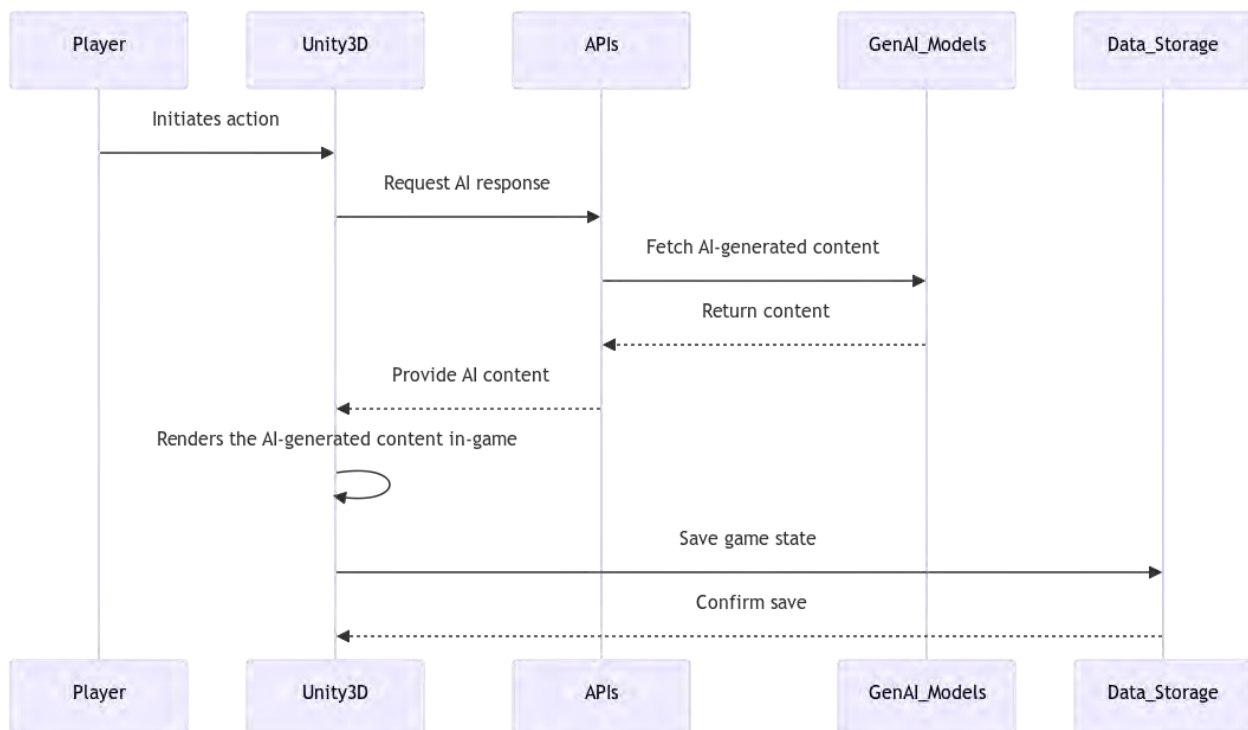 Player
Unity3D
APIs
GenAI_Models
Data_Storage
Initiates action
Request AI response
Fetch AI-generated content
Return content
Provide AI content
Renders the AI-generated content in-game
Save game state
Confirm save
Player
Unity3D
APIs
GenAI_Models
Data_Storage